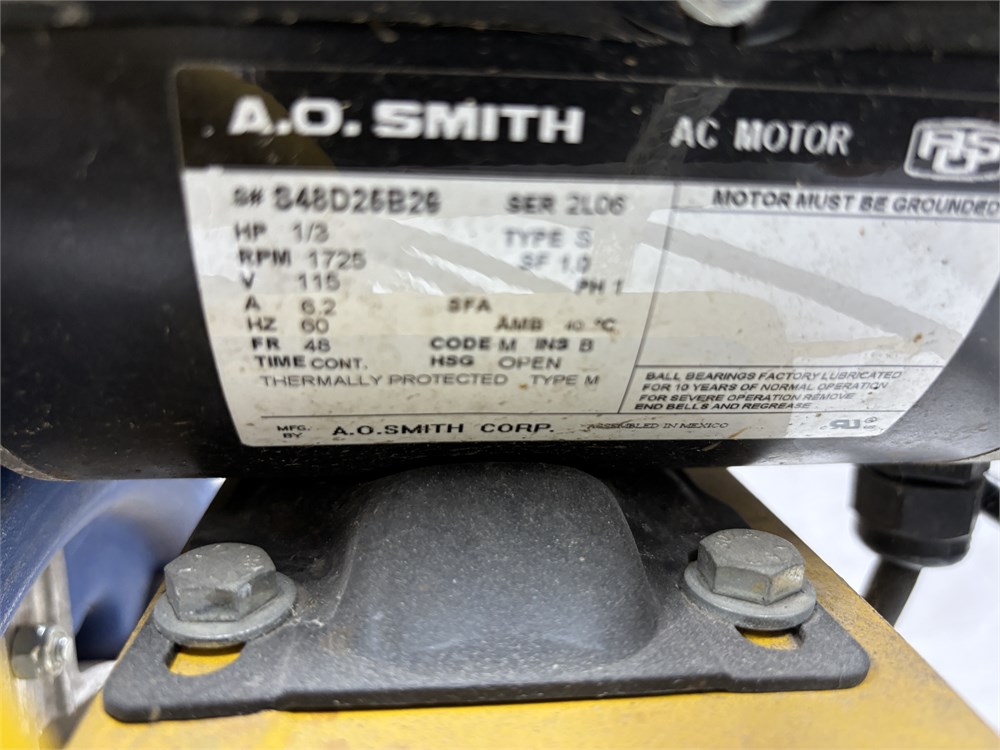 A.O. SMITH AC MOTOR AOS
S# S48D25B26 SER 2L06
HP 1/3 TYPE S
RPM 1725 SF 1.0
V 115 PH 1
A 6.2 SFA
HZ 60 AMB 40 °C
FR 48 CODE M INS B
TIME CONT. HSG OPEN
THERMALLY PROTECTED TYPE M
MOTOR MUST BE GROUNDED
BALL BEARINGS FACTORY LUBRICATED
FOR 10 YEARS OF NORMAL OPERATION
FOR SEVERE OPERATION REMOVE
END BELLS AND REGREASE
MFG. BY A.O.SMITH CORP. ASSEMBLED IN MEXICO